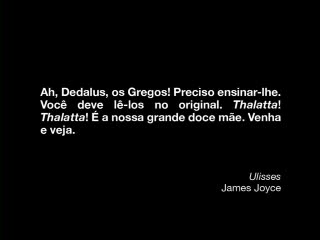 Ah, Dedalus, os Gregos! Preciso ensinar-lhe.
Você deve lê-los no original. Thalatta!
Thalatta! É a nossa grande doce mãe. Venha
e veja.
Ulisses
James Joyce